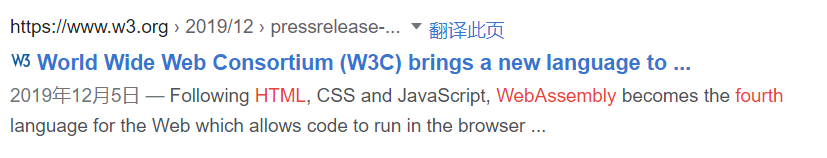 https://www.w3.org › 2019/12 › pressrelease-... 翻译此页
W3 World Wide Web Consortium (W3C) brings a new language to ...
2019年12月5日 — Following HTML, CSS and JavaScript, WebAssembly becomes the fourth
language for the Web which allows code to run in the browser ...